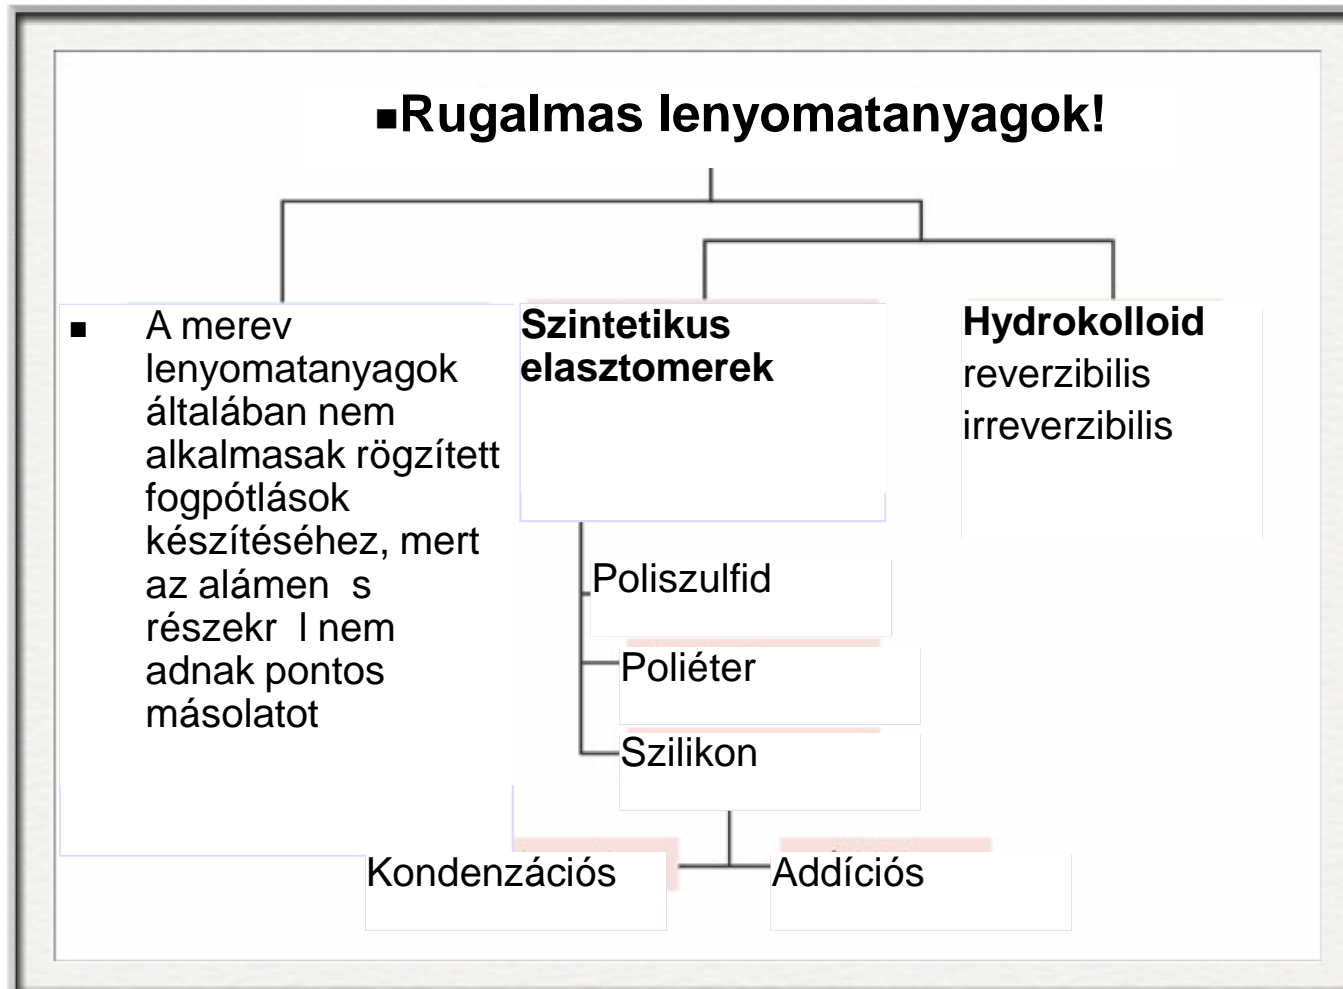 ▪Rugalmas lenyomatanyagok!
▪ A merev
lenyomatanyagok
általában nem
alkalmasak rögzített
fogpótlások
készítéséhez, mert
az alámen s
részekr l nem
adnak pontos
másolatot
Szintetikus
elasztomerek
Poliszulfid
Poliéter
Szilikon
Kondenzációs
Addíciós
Hydrokolloid
reverzibilis
irreverzibilis